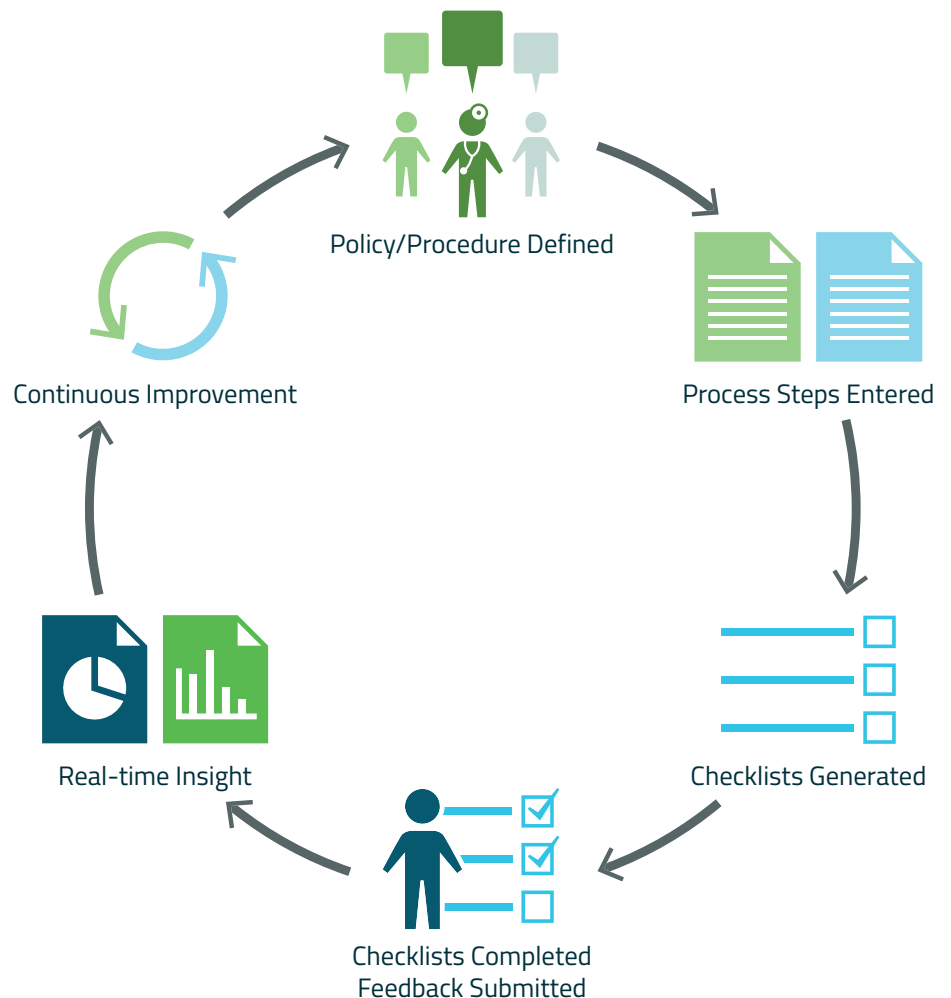 Policy/Procedure Defined
Process Steps Entered
Checklists Generated
Checklists Completed
Feedback Submitted
Real-time Insight
Continuous Improvement